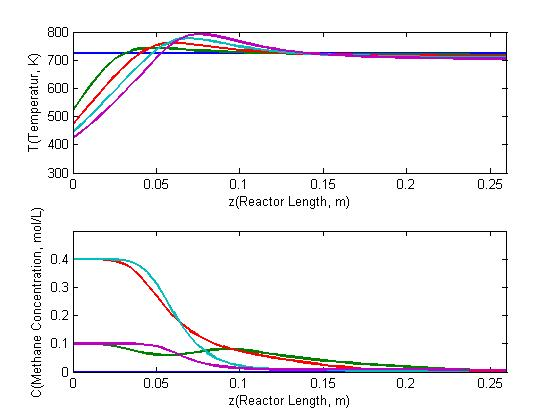 800
700
600
500
400
300
T(Temperatur, K)
0 0.05 0.1 0.15 0.2 0.25
z(Reactor Length, m)
0.4
0.3
0.2
0.1
0
C(Methane Concentration, mol/L)
0 0.05 0.1 0.15 0.2 0.25
z(Reactor Length, m)